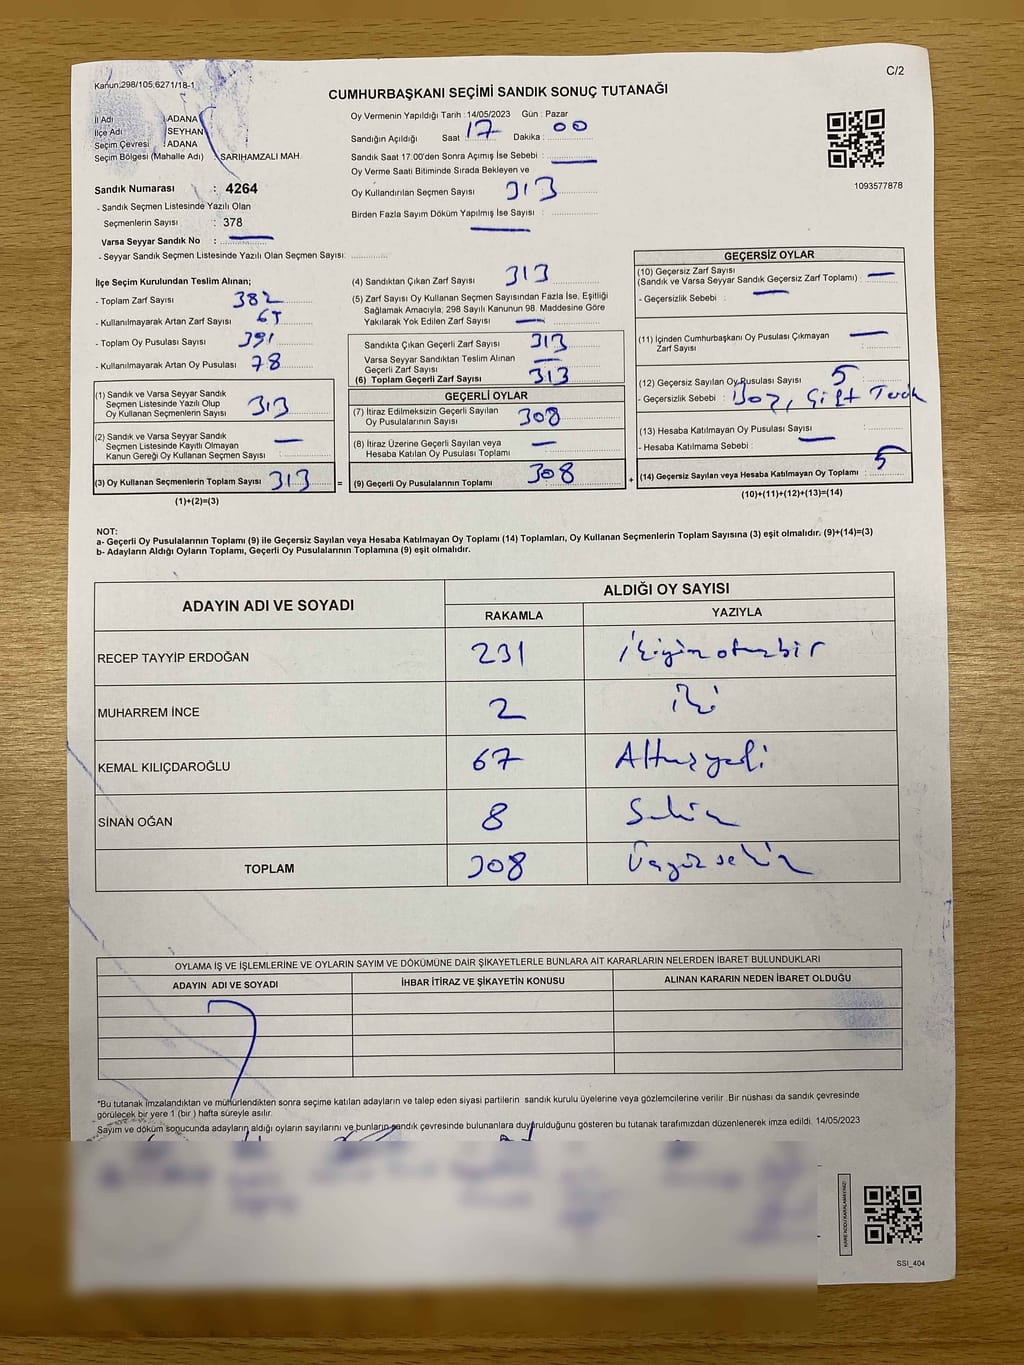 Kanun;298/105,6271/18-1
C/2
CUMHURBAŞKANI SEÇİMİ SANDIK SONUÇ TUTANAĞI
İl Adı : ADANA
İlçe Adı : SEYHAN
Seçim Çevresi : ADANA
Seçim Bölgesi (Mahalle Adı) : SARIHAMZALI MAH.
Sandık Numarası : 4264
- Sandık Seçmen Listesinde Yazılı Olan
Seçmenlerin Sayısı : 378
Varsa Seyyar Sandık No :
- Seyyar Sandık Seçmen Listesinde Yazılı Olan Seçmen Sayısı:
Oy Vermenin Yapıldığı Tarih : 14/05/2023 Gün : Pazar
Sandığın Açıldığı Saat 17 Dakika : 00
Sandık Saat 17.00'den Sonra Açımış İse Sebebi :
Oy Verme Saati Bitiminde Sırada Bekleyen ve
Oy Kullandırılan Seçmen Sayısı 313
Birden Fazla Sayım Döküm Yapılmış İse Sayısı :
1093577878
İlçe Seçim Kurulundan Teslim Alınan;
- Toplam Zarf Sayısı 382
- Kullanılmayarak Artan Zarf Sayısı 65
- Toplam Oy Pusulası Sayısı 391
- Kullanılmayarak Artan Oy Pusulası 78
(1) Sandık ve Varsa Seyyar Sandık
Seçmen Listesinde Yazılı Olup
Oy Kullanan Seçmenlerin Sayısı 313
(2) Sandık ve Varsa Seyyar Sandık
Seçmen Listesinde Kayıtlı Olmayan
Kanun Gereği Oy Kullanan Seçmen Sayısı :
(3) Oy Kullanan Seçmenlerin Toplam Sayısı 313 =
(1)+(2)=(3)
(4) Sandıktan Çıkan Zarf Sayısı 313
(5) Zarf Sayısı Oy Kullanan Seçmen Sayısından Fazla İse, Eşitliği
Sağlamak Amacıyla; 298 Sayılı Kanunun 98. Maddesine Göre
Yakılarak Yok Edilen Zarf Sayısı :
Sandıkta Çıkan Geçerli Zarf Sayısı 313
Varsa Seyyar Sandıktan Teslim Alınan
Geçerli Zarf Sayısı
(6) Toplam Geçerli Zarf Sayısı 313
GEÇERLİ OYLAR
(7) İtiraz Edilmeksizin Geçerli Sayılan
Oy Pusulalarının Sayısı 308
(8) İtiraz Üzerine Geçerli Sayılan veya
Hesaba Katılan Oy Pusulası Toplamı
(9) Geçerli Oy Pusulalarının Toplamı 308 +
GEÇERSİZ OYLAR
(10) Geçersiz Zarf Sayısı
(Sandık ve Varsa Seyyar Sandık Geçersiz Zarf Toplamı) :
- Geçersizlik Sebebi :
(11) İçinden Cumhurbaşkanı Oy Pusulası Çıkmayan
Zarf Sayısı :
(12) Geçersiz Sayılan Oy Pusulası Sayısı 5
- Geçersizlik Sebebi : Boş, Çift
(13) Hesaba Katılmayan Oy Pusulası Sayısı :
- Hesaba Katılmama Sebebi :
(14) Geçersiz Sayılan veya Hesaba Katılmayan Oy Toplamı : 5
(10)+(11)+(12)+(13)=(14)
NOT:
a- Geçerli Oy Pusulalarının Toplamı (9) ile Geçersiz Sayılan veya Hesaba Katılmayan Oy Toplamı (14) Toplamları, Oy Kullanan Seçmenlerin Toplam Sayısına (3) eşit olmalıdır. (9)+(14)=(3)
b- Adayların Aldığı Oyların Toplamı, Geçerli Oy Pusulalarının Toplamına (9) eşit olmalıdır.
ADAYIN ADI VE SOYADI ALDIĞI OY SAYISI
RAKAMLA YAZIYLA
RECEP TAYYİP ERDOĞAN 231 ikiyüzotuzbir
MUHARREM İNCE 2 iki
KEMAL KILIÇDAROĞLU 67 Altmışyedi
SİNAN OĞAN 8 Sekiz
TOPLAM 308 Üçyüzsekiz
OYLAMA İŞ VE İŞLEMLERİNE VE OYLARIN SAYIM VE DÖKÜMÜNE DAİR ŞİKAYETLERLE BUNLARA AİT KARARLARIN NELERDEN İBARET BULUNDUKLARI
ADAYIN ADI VE SOYADI İHBAR İTİRAZ VE ŞİKAYETİN KONUSU ALINAN KARARIN NEDEN İBARET OLDUĞU
*Bu tutanak imzalandıktan ve mühürlendikten sonra seçime katılan adayların ve talep eden siyasi partilerin sandık kurulu üyelerine veya gözlemcilerine verilir .Bir nüshası da sandık çevresinde
görülecek bir yere 1 (bir ) hafta süreyle asılır.
Sayım ve döküm sonucunda adayların aldığı oyların sayılarını ve bunların sandık çevresinde bulunanlara duyurulduğunu gösteren bu tutanak tarafımızdan düzenlenerek imza edildi. 14/05/2023
KARE KODU KARALAMAYINIZ!
SSI_404